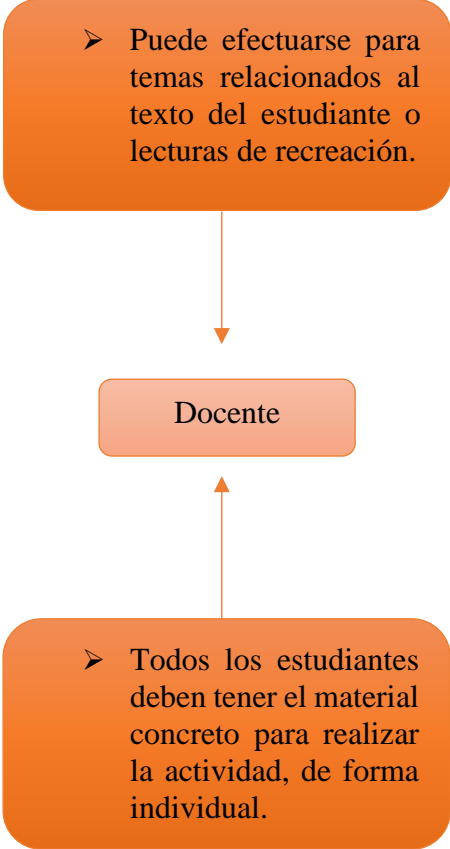 ➢ Puede efectuarse para
temas relacionados al
texto del estudiante o
lecturas de recreación.
Docente
➢ Todos los estudiantes
deben tener el material
concreto para realizar
la actividad, de forma
individual.